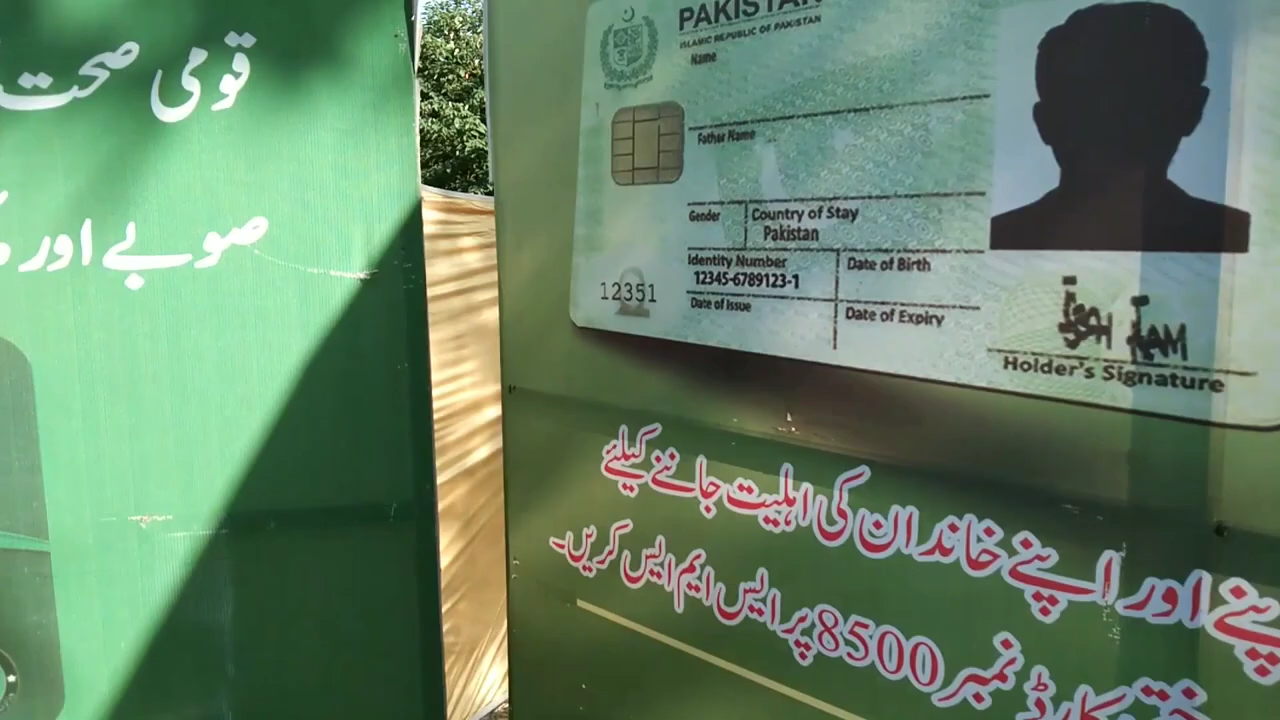 قومی صحت
صوبے اور
PAKISTAN
ISLAMIC REPUBLIC OF PAKISTAN
Name
Father Name
Gender
Country of Stay
Pakistan
Identity Number
12345-6789123-1
Date of Birth
12351
Date of Issue
Date of Expiry
Holder's Signature
اپنے اور اپنے خاندان کی اہلیت جاننے کیلئے
کارڈ نمبر 8500 پر ایس ایم ایس کریں۔